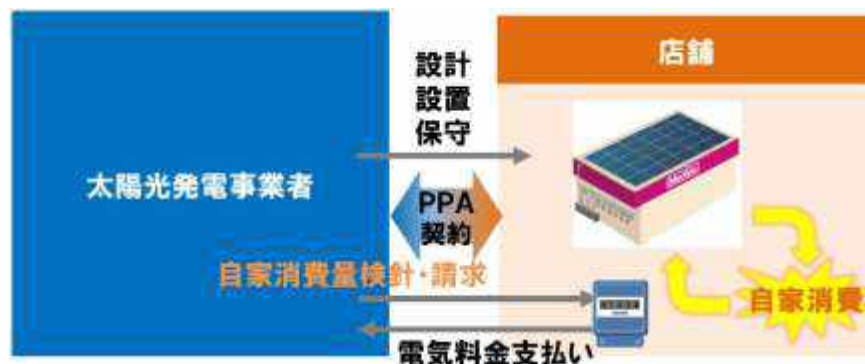 店舗
設計
設置
保守
太陽光発電事業者
PPA
契約
自家消費量検針・請求
自家消費
電気料金支払い